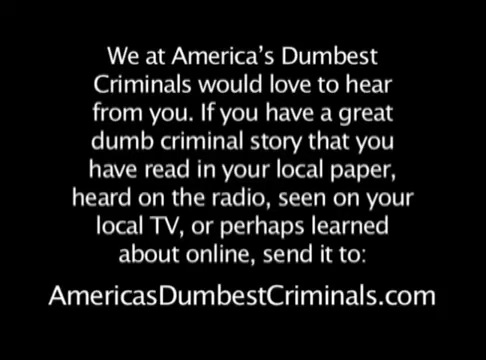 We at America's Dumbest
Criminals would love to hear
from you. If you have a great
dumb criminal story that you
have read in your local paper,
heard on the radio, seen on your
local TV, or perhaps learned
about online, send it to:
AmericasDumbestCriminals.com